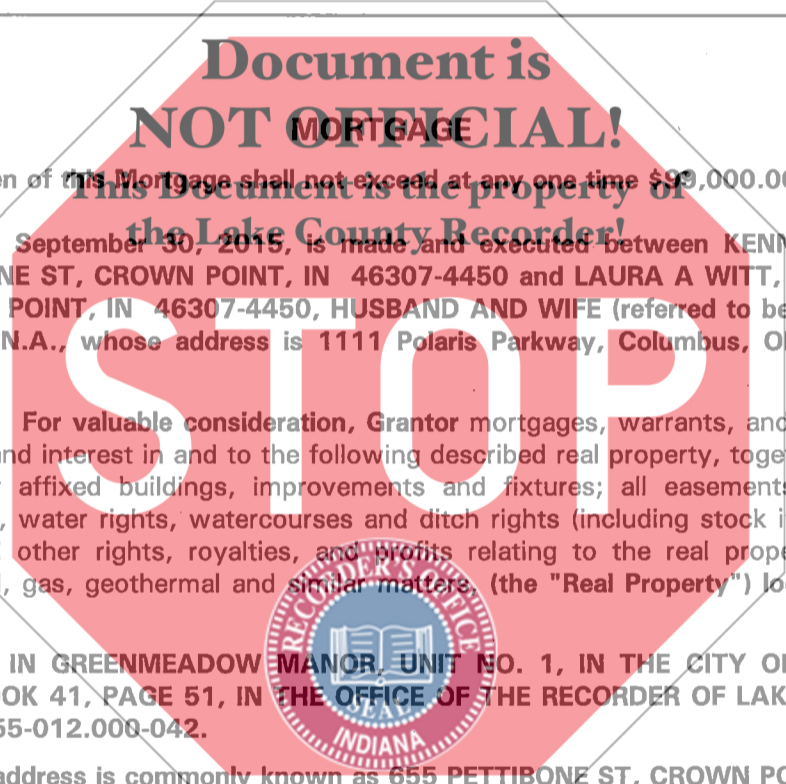 Document is
NOT OFFICIAL!
MORTGAGE
This Document is the property of
en of this Mortgage shall not exceed at any one time $99,000.00
the Lake County Recorder!
September 30, 2015, is made and executed between KENN
NE ST, CROWN POINT, IN 46307-4450 and LAURA A WITT,
POINT, IN 46307-4450, HUSBAND AND WIFE (referred to be
N.A., whose address is 1111 Polaris Parkway, Columbus, O
STOP
For valuable consideration, Grantor mortgages, warrants, and
and interest in and to the following described real property, toge
affixed buildings, improvements and fixtures; all easements
, water rights, watercourses and ditch rights (including stock i
other rights, royalties, and profits relating to the real prope
, gas, geothermal and similar matters, (the "Real Property") lo
RECORDER'S OFFICE
SEAL
INDIANA
IN GREENMEADOW MANOR, UNIT NO. 1, IN THE CITY O
OOK 41, PAGE 51, IN THE OFFICE OF THE RECORDER OF LAK
55-012.000-042.
address is commonly known as 655 PETTIBONE ST, CROWN PO